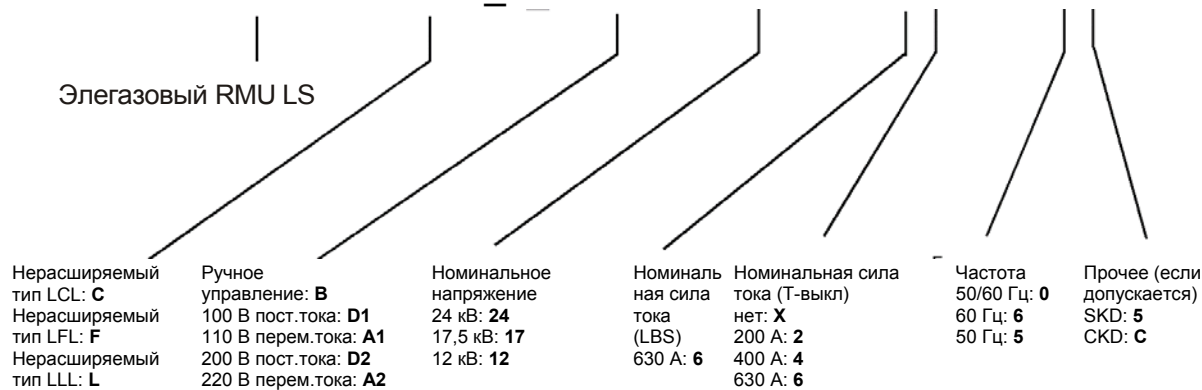 Элегазовый RMU LS
Нерасширяемый
тип LCL: C
Нерасширяемый
тип LFL: F
Нерасширяемый
тип LLL: L
Ручное
управление: B
100 В пост.тока: D1
110 В перем.тока: A1
200 В пост.тока: D2
220 В перем.тока: A2
Номинальное
напряжение
24 кВ: 24
17,5 кВ: 17
12 кВ: 12
Номиналь
ная сила
тока
(LBS)
630 А: 6
Номинальная сила
тока (Т-выкл)
нет: X
200 А: 2
400 А: 4
630 А: 6
Частота
50/60 Гц: 0
60 Гц: 6
50 Гц: 5
Прочее (если
допускается)
SKD: 5
CKD: C